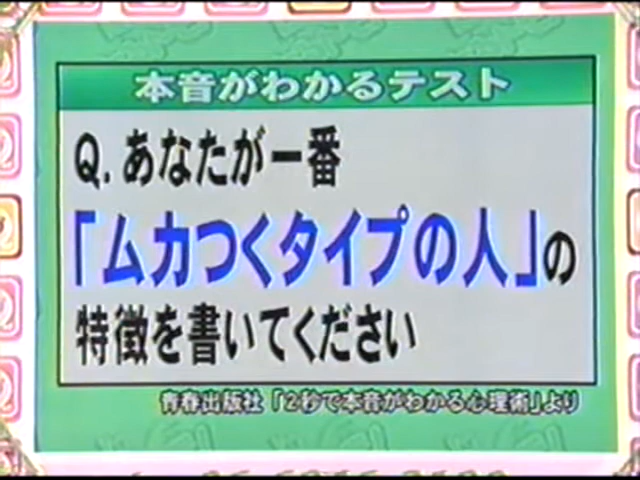 本音がわかるテスト
Q.あなたが一番
「ムカつくタイプの人」の
特徴を書いてください
青春出版社「2秒で本音がわかる心理術」より